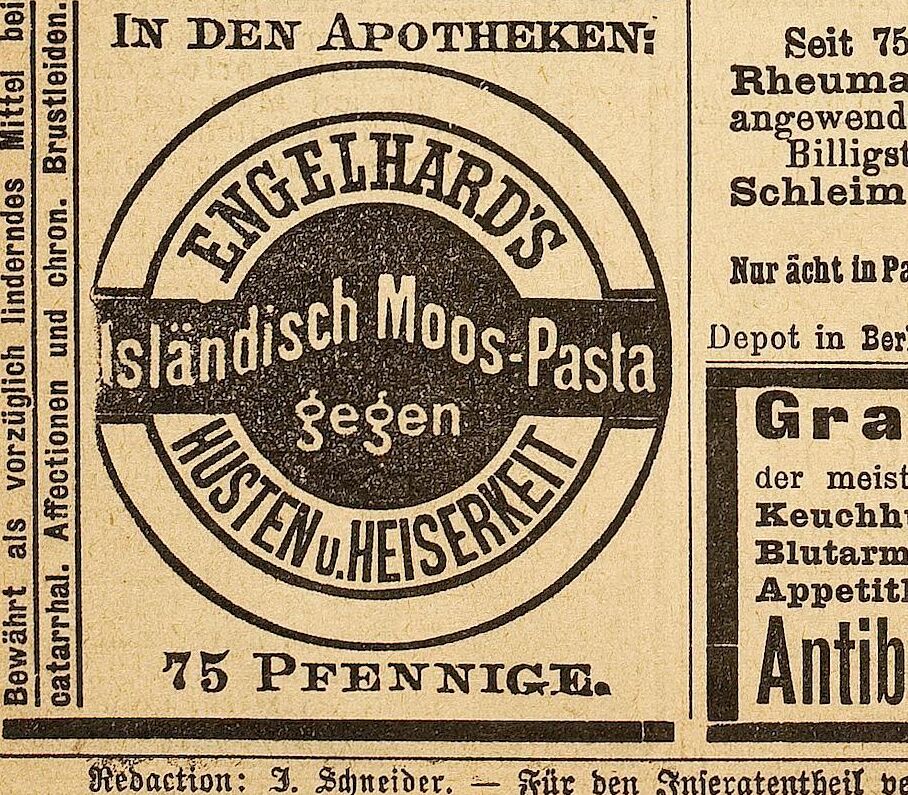 Bewährt als vorzüglich linderndes Mittel bei
catarrhal. Affectionen und chron. Brustleiden.
IN DEN APOTHEKEN:
ENGELHARD'S
Isländisch Moos-Pasta
gegen
HUSTEN u. HEISERKEIT
75 PFENNIGE.
Seit 75
Rheuma
angewend
Billigst
Schleim
Nur ächt in Pa
Depot in Ber
Gra
der meist
Keuchhu
Blutarm
Appetitl
Antib
Redaction: J. Schneider. — Für den Inseratentheil ve